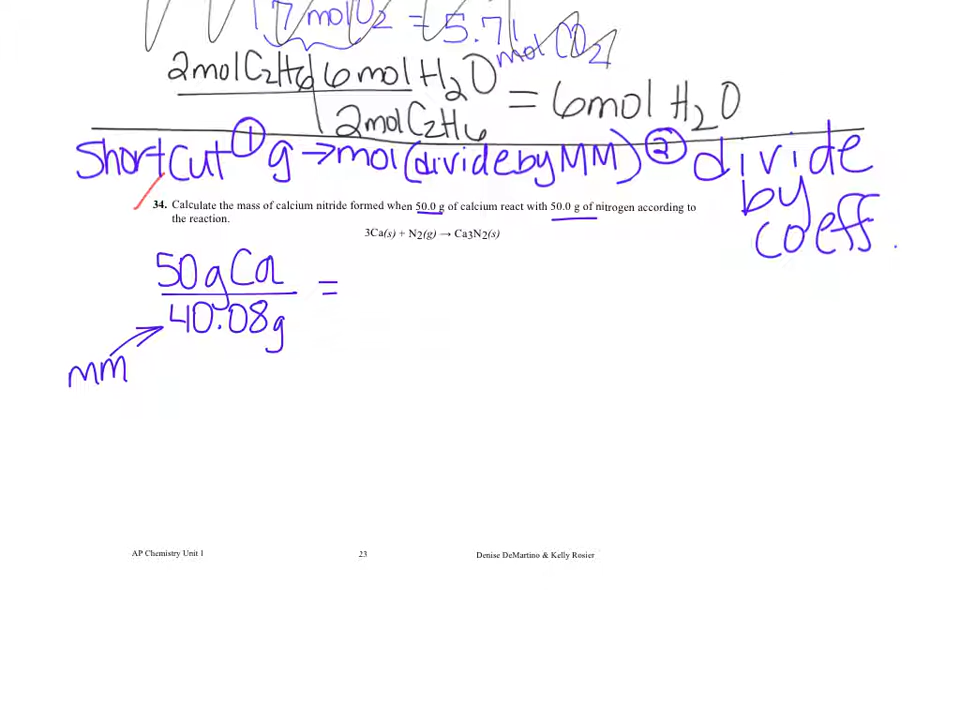 7 mol O2 = 5.71 mol CO2
2 mol C2H6 6 mol H2O
2 mol C2H6 = 6 mol H2O
Shortcut ① g → mol (divide by MM) ② divide by coeff.
34. Calculate the mass of calcium nitride formed when 50.0 g of calcium react with 50.0 g of nitrogen according to
the reaction.
3Ca(s) + N2(g) → Ca3N2(s)
50g Ca =
40.08g
MM
AP Chemistry Unit 1 23 Denise DeMartino & Kelly Rosier